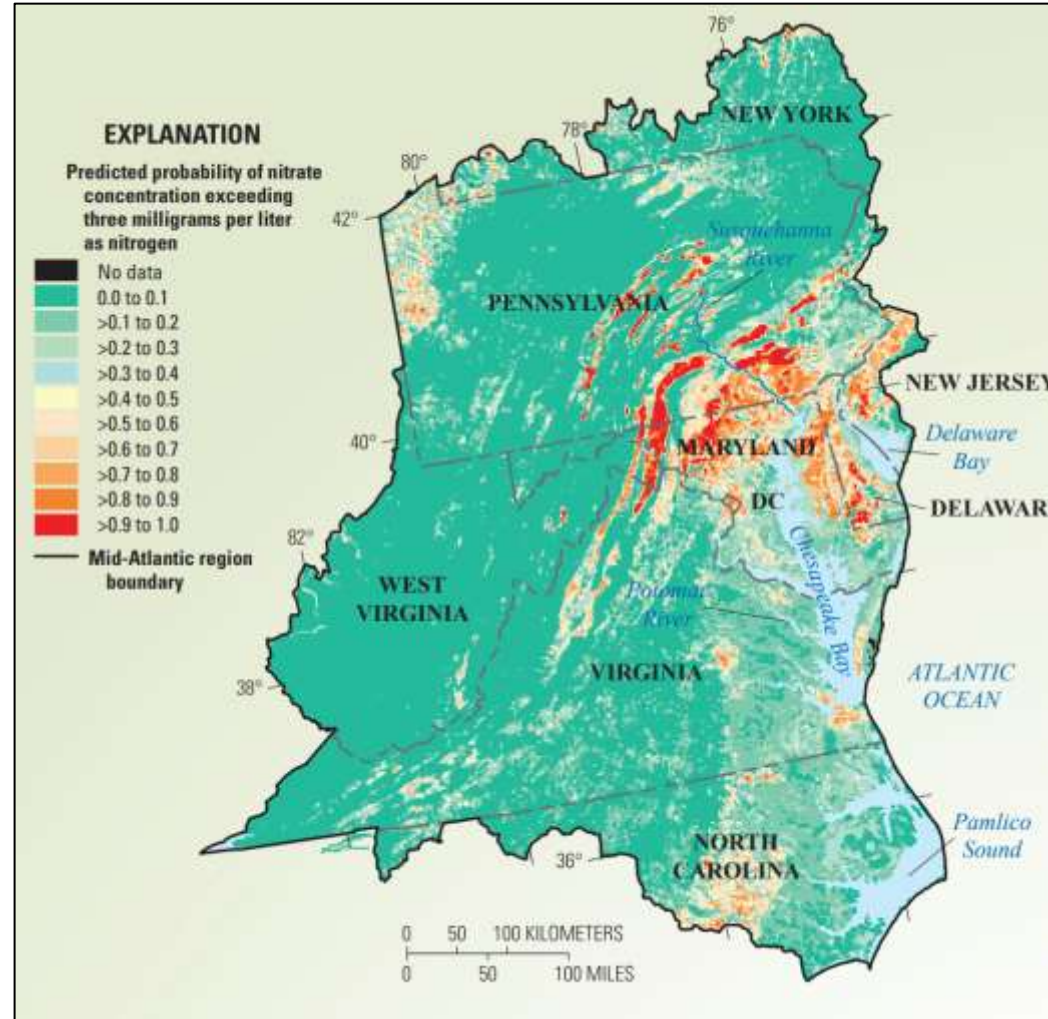 EXPLANATION
Predicted probability of nitrate
concentration exceeding
three milligrams per liter
as nitrogen
No data
0.0 to 0.1
>0.1 to 0.2
>0.2 to 0.3
>0.3 to 0.4
>0.4 to 0.5
>0.5 to 0.6
>0.6 to 0.7
>0.7 to 0.8
>0.8 to 0.9
>0.9 to 1.0
Mid-Atlantic region
boundary
76°
78°
80°
42°
40°
82°
38°
36°
NEW YORK
Susquehanna
River
PENNSYLVANIA
NEW JERSEY
MARYLAND
Delaware
Bay
DC
DELAWAR
Chesapeake Bay
WEST
VIRGINIA
Potomac
River
VIRGINIA
ATLANTIC
OCEAN
NORTH
CAROLINA
Pamlico
Sound
0 50 100 KILOMETERS
0 50 100 MILES